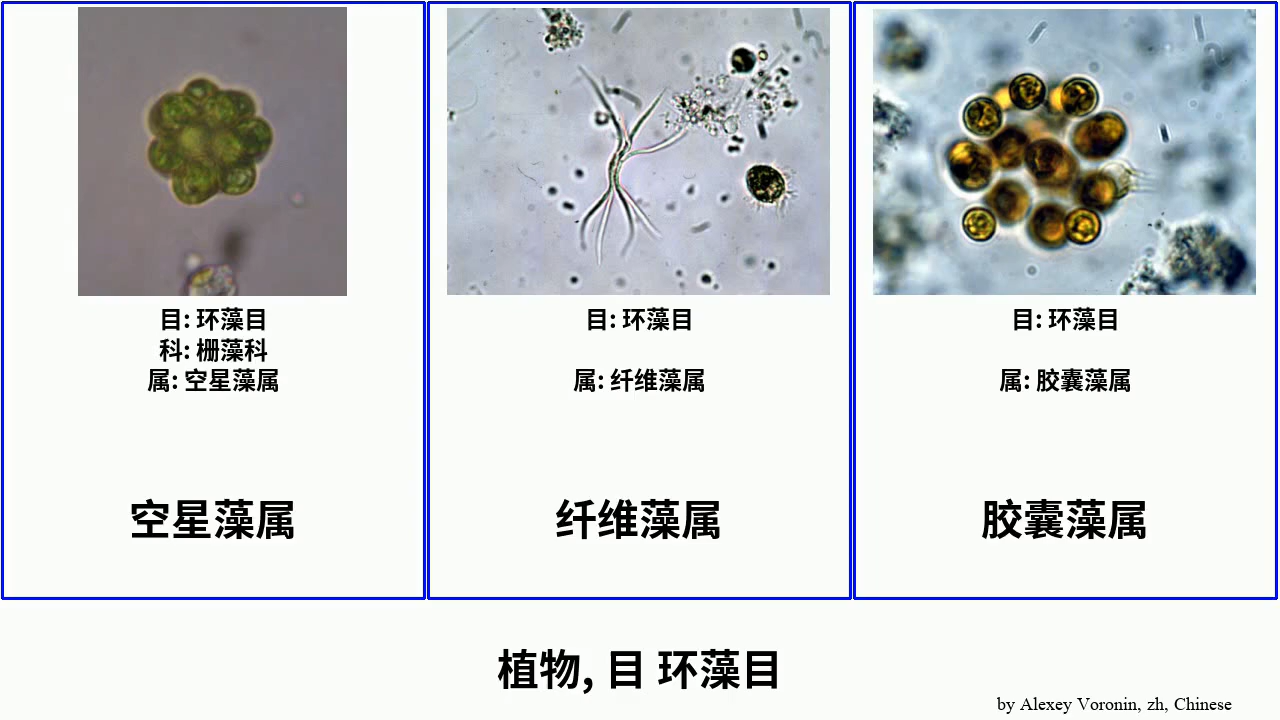 目: 环藻目
科: 栅藻科
属: 空星藻属
空星藻属
目: 环藻目
属: 纤维藻属
纤维藻属
目: 环藻目
属: 胶囊藻属
胶囊藻属
植物, 目 环藻目
by Alexey Voronin, zh, Chinese